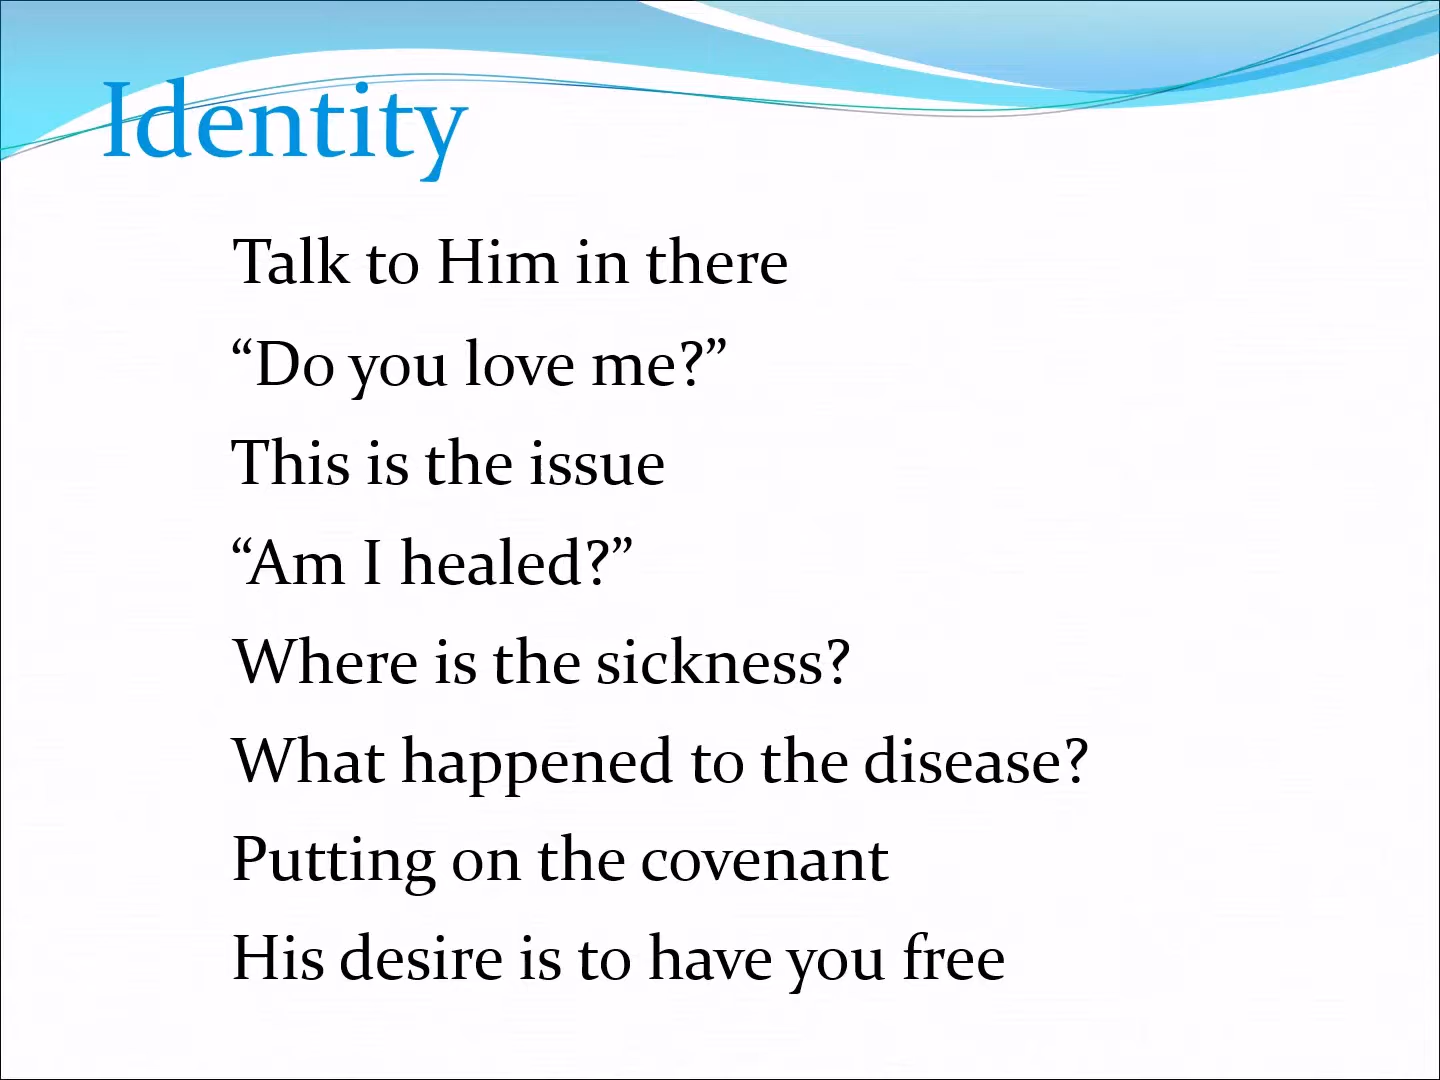 Identity
Talk to Him in there
“Do you love me?”
This is the issue
“Am I healed?”
Where is the sickness?
What happened to the disease?
Putting on the covenant
His desire is to have you free